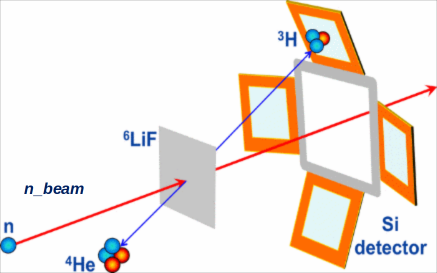 ³H
⁶LiF
n_beam
n
⁴He
Si
detector